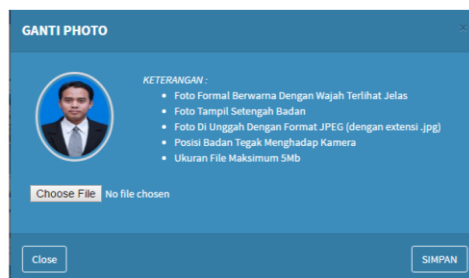 GANTI PHOTO
×
KETERANGAN :
• Foto Formal Berwarna Dengan Wajah Terlihat Jelas
• Foto Tampil Setengah Badan
• Foto Di Unggah Dengan Format JPEG (dengan extensi .jpg)
• Posisi Badan Tegak Menghadap Kamera
• Ukuran File Maksimum 5Mb
Choose File No file chosen
Close SIMPAN